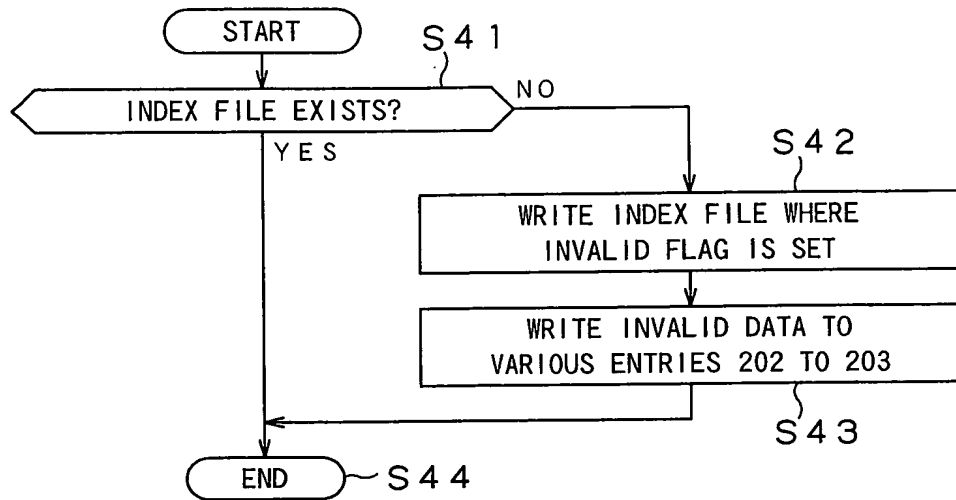 START
S41
INDEX FILE EXISTS?
NO
YES
S42
WRITE INDEX FILE WHERE
INVALID FLAG IS SET
WRITE INVALID DATA TO
VARIOUS ENTRIES 202 TO 203
S43
END
S44